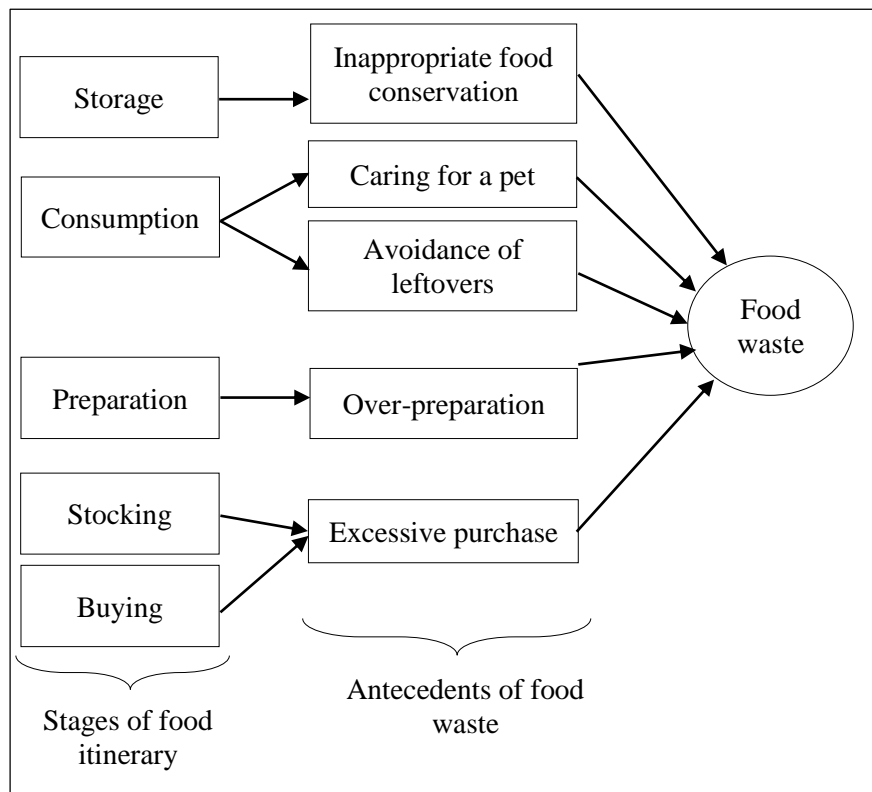 Storage
Inappropriate food
conservation
Consumption
Caring for a pet
Avoidance of
leftovers
Food
waste
Preparation
Over-preparation
Stocking
Excessive purchase
Buying
Stages of food
itinerary
Antecedents of food
waste